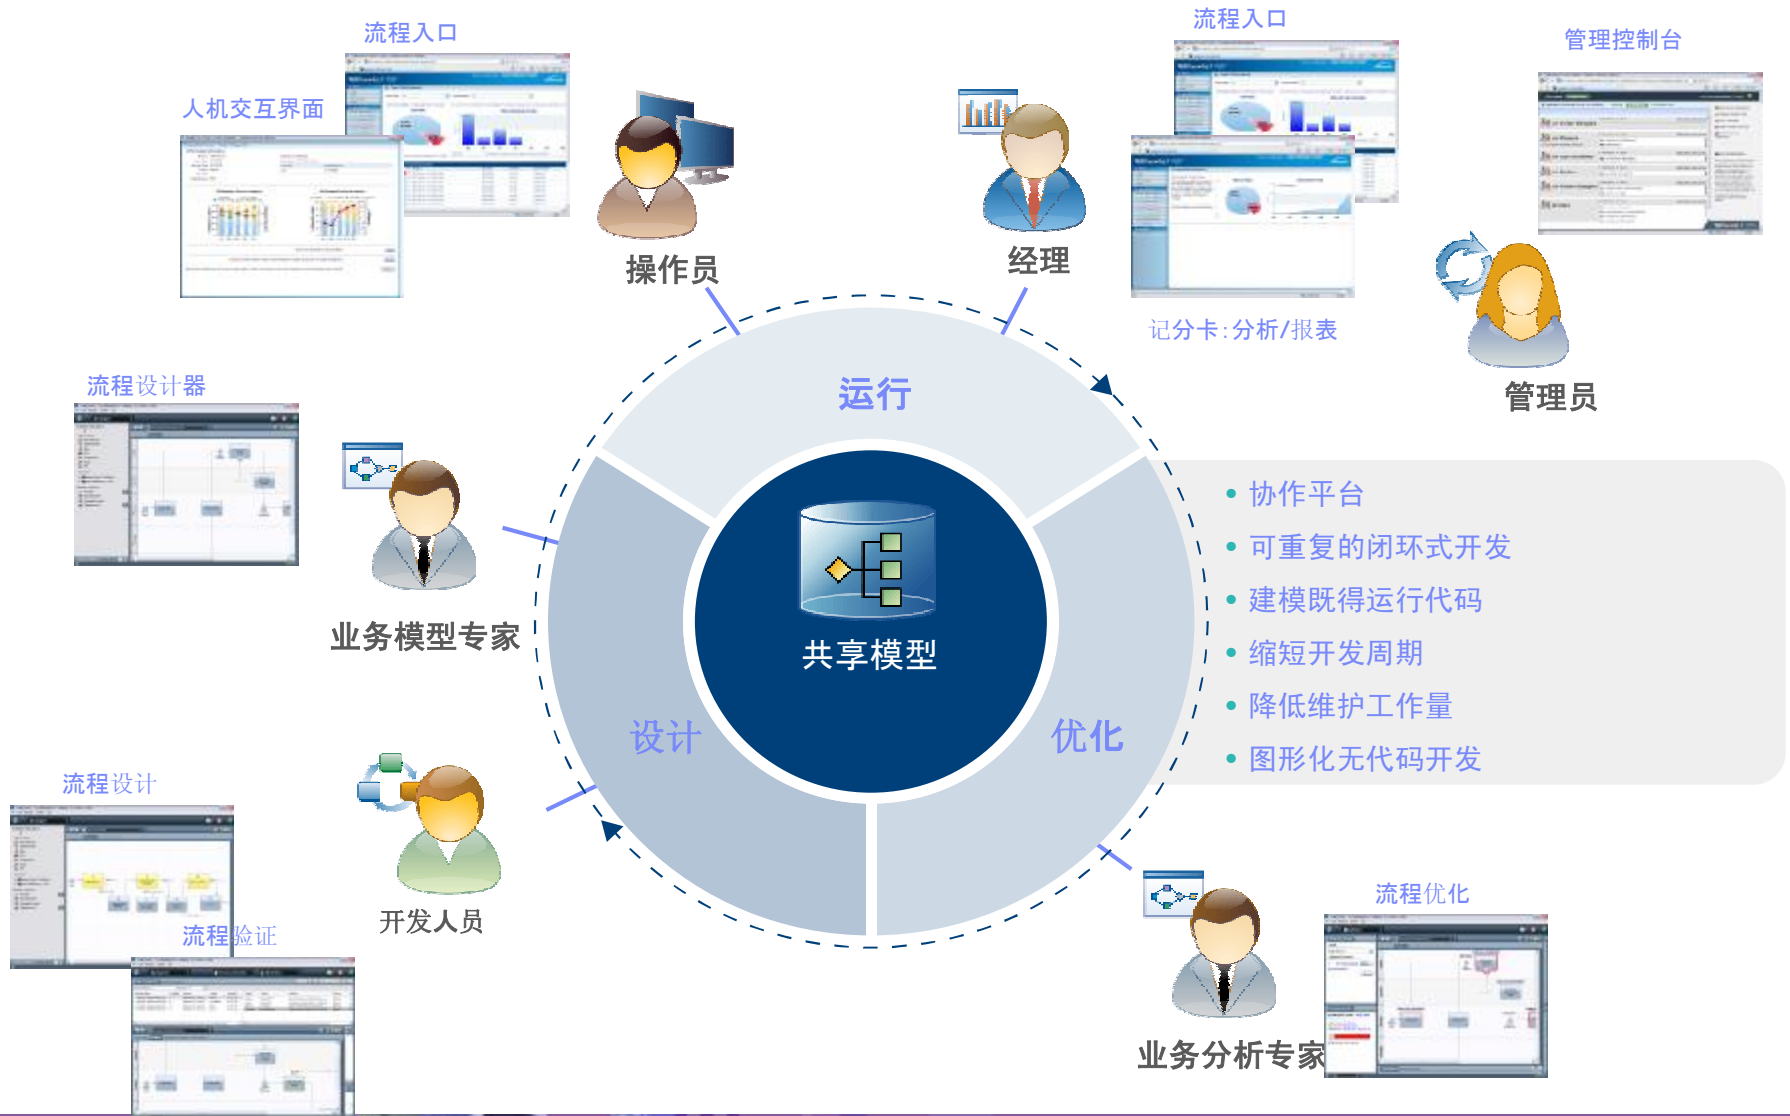 流程入口
流程入口
管理控制台
人机交互界面
操作员
经理
记分卡:分析/报表
管理员
流程设计器
运行
协作平台
可重复的闭环式开发
建模既得运行代码
缩短开发周期
降低维护工作量
图形化无代码开发
业务模型专家
共享模型
设计
优化
流程设计
开发人员
流程验证
流程优化
业务分析专家